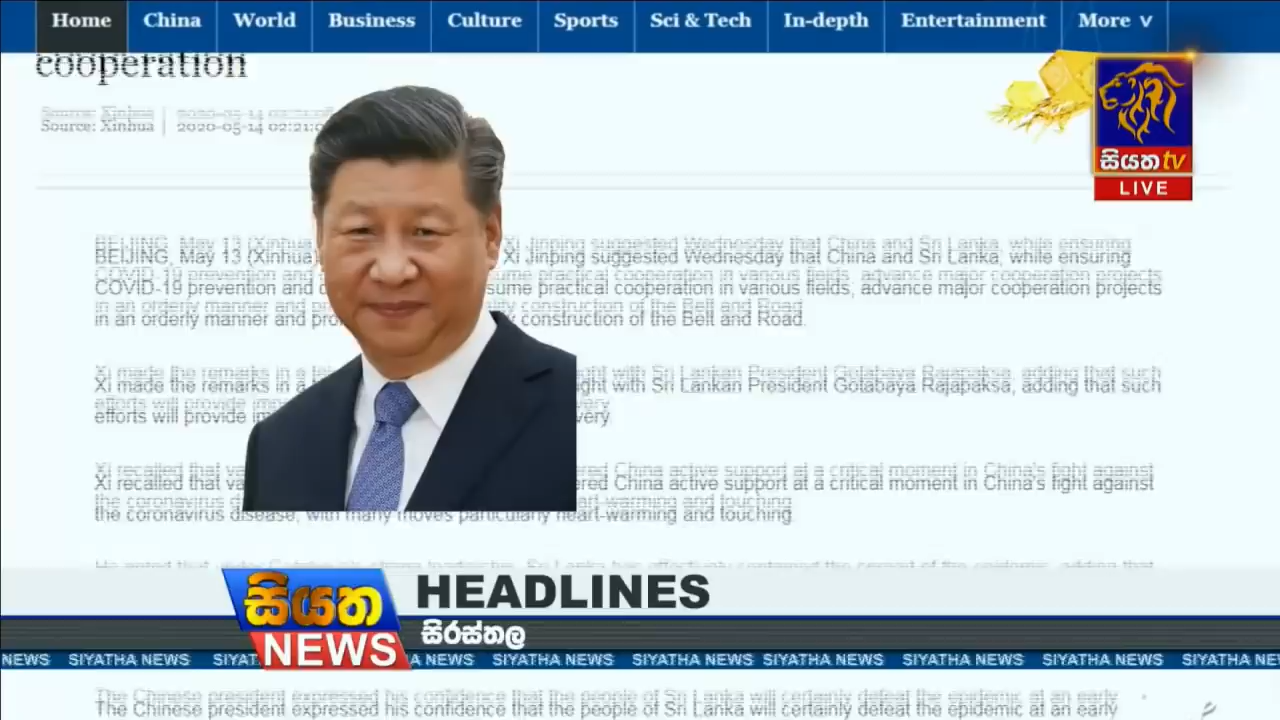 Home China World Business Culture Sports Sci & Tech In-depth Entertainment More ∨
cooperation
Source: Xinhua | 2020-05-14 02:21:
සියත tv
LIVE
BEIJING, May 13 (Xinhua) Xi Jinping suggested Wednesday that China and Sri Lanka, while ensuring
COVID-19 prevention and practical cooperation in various fields, advance major cooperation projects
in an orderly manner and construction of the Belt and Road.
Xi made the remarks in a with Sri Lankan President Gotabaya Rajapaksa, adding that such
efforts will provide
Xi recalled that China active support at a critical moment in China's fight against
the coronavirus disease, with many moves particularly heart-warming and touching.
සියත
NEWS
HEADLINES
සිරස්තල
NEWS SIYATHA NEWS SIYAT A NEWS SIYATHA NEWS SIYATHA NEWS SIYATHA NEWS SIYATHA NEWS SIYATHA NEWS SIYATHA NE
The Chinese president expressed his confidence that the people of Sri Lanka will certainly defeat the epidemic at an early